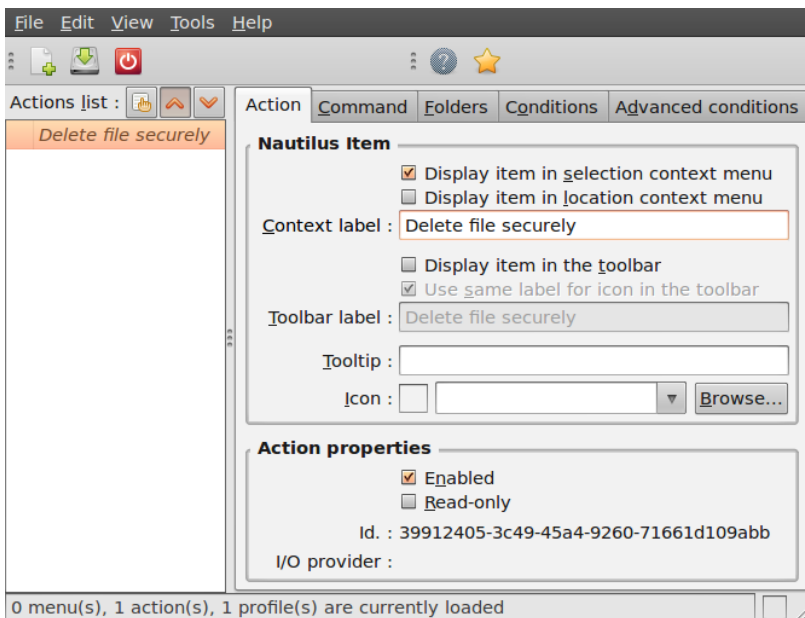 File Edit View Tools Help
Actions list :
Delete file securely
Action Command Folders Conditions Advanced conditions
Nautilus Item
Display item in selection context menu
Display item in location context menu
Context label : Delete file securely
Display item in the toolbar
Use same label for icon in the toolbar
Toolbar label : Delete file securely
Tooltip :
Icon : Browse...
Action properties
Enabled
Read-only
Id. : 39912405-3c49-45a4-9260-71661d109abb
I/O provider :
0 menu(s), 1 action(s), 1 profile(s) are currently loaded